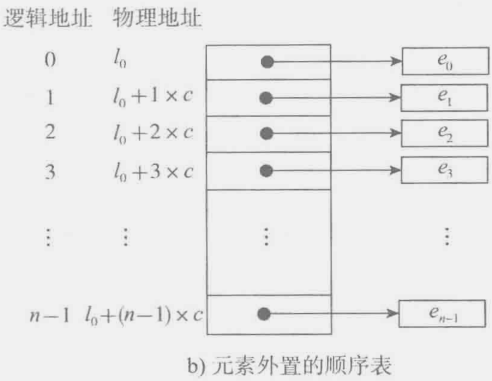 逻辑地址 物理地址
0 l₀ e₀
1 l₀+1×c e₁
2 l₀+2×c e₂
3 l₀+3×c e₃
⋮ ⋮ ⋮ ⋮
n−1 l₀+(n−1)×c eₙ₋₁
b) 元素外置的顺序表